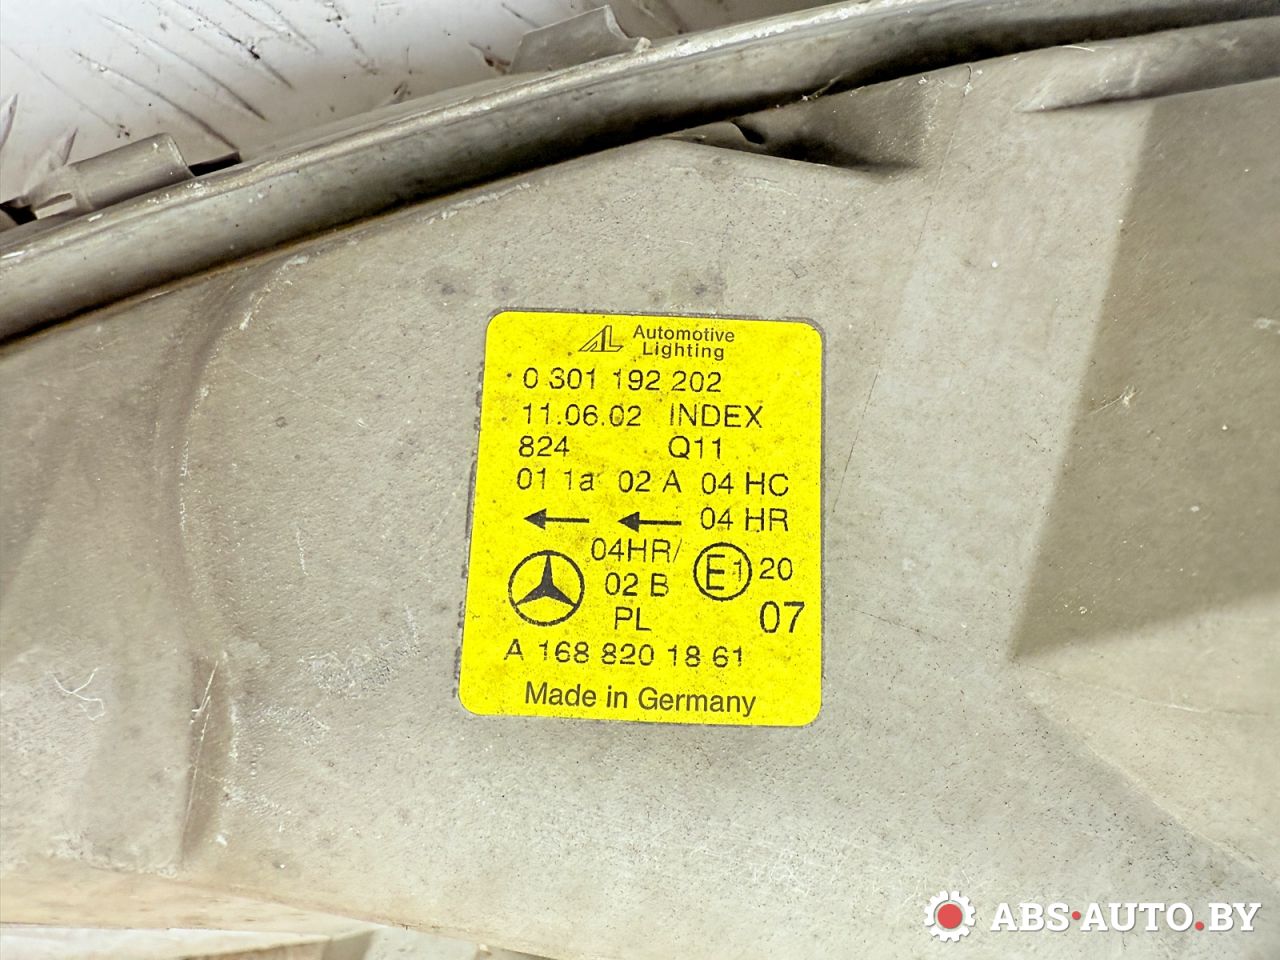 AL Automotive
Lighting
0 301 192 202
11.06.02 INDEX
824 Q11
01 1a 02 A 04 HC
04 HR
04HR/
02 B E1 20
PL 07
A 168 820 18 61
Made in Germany
ABS·AUTO.BY